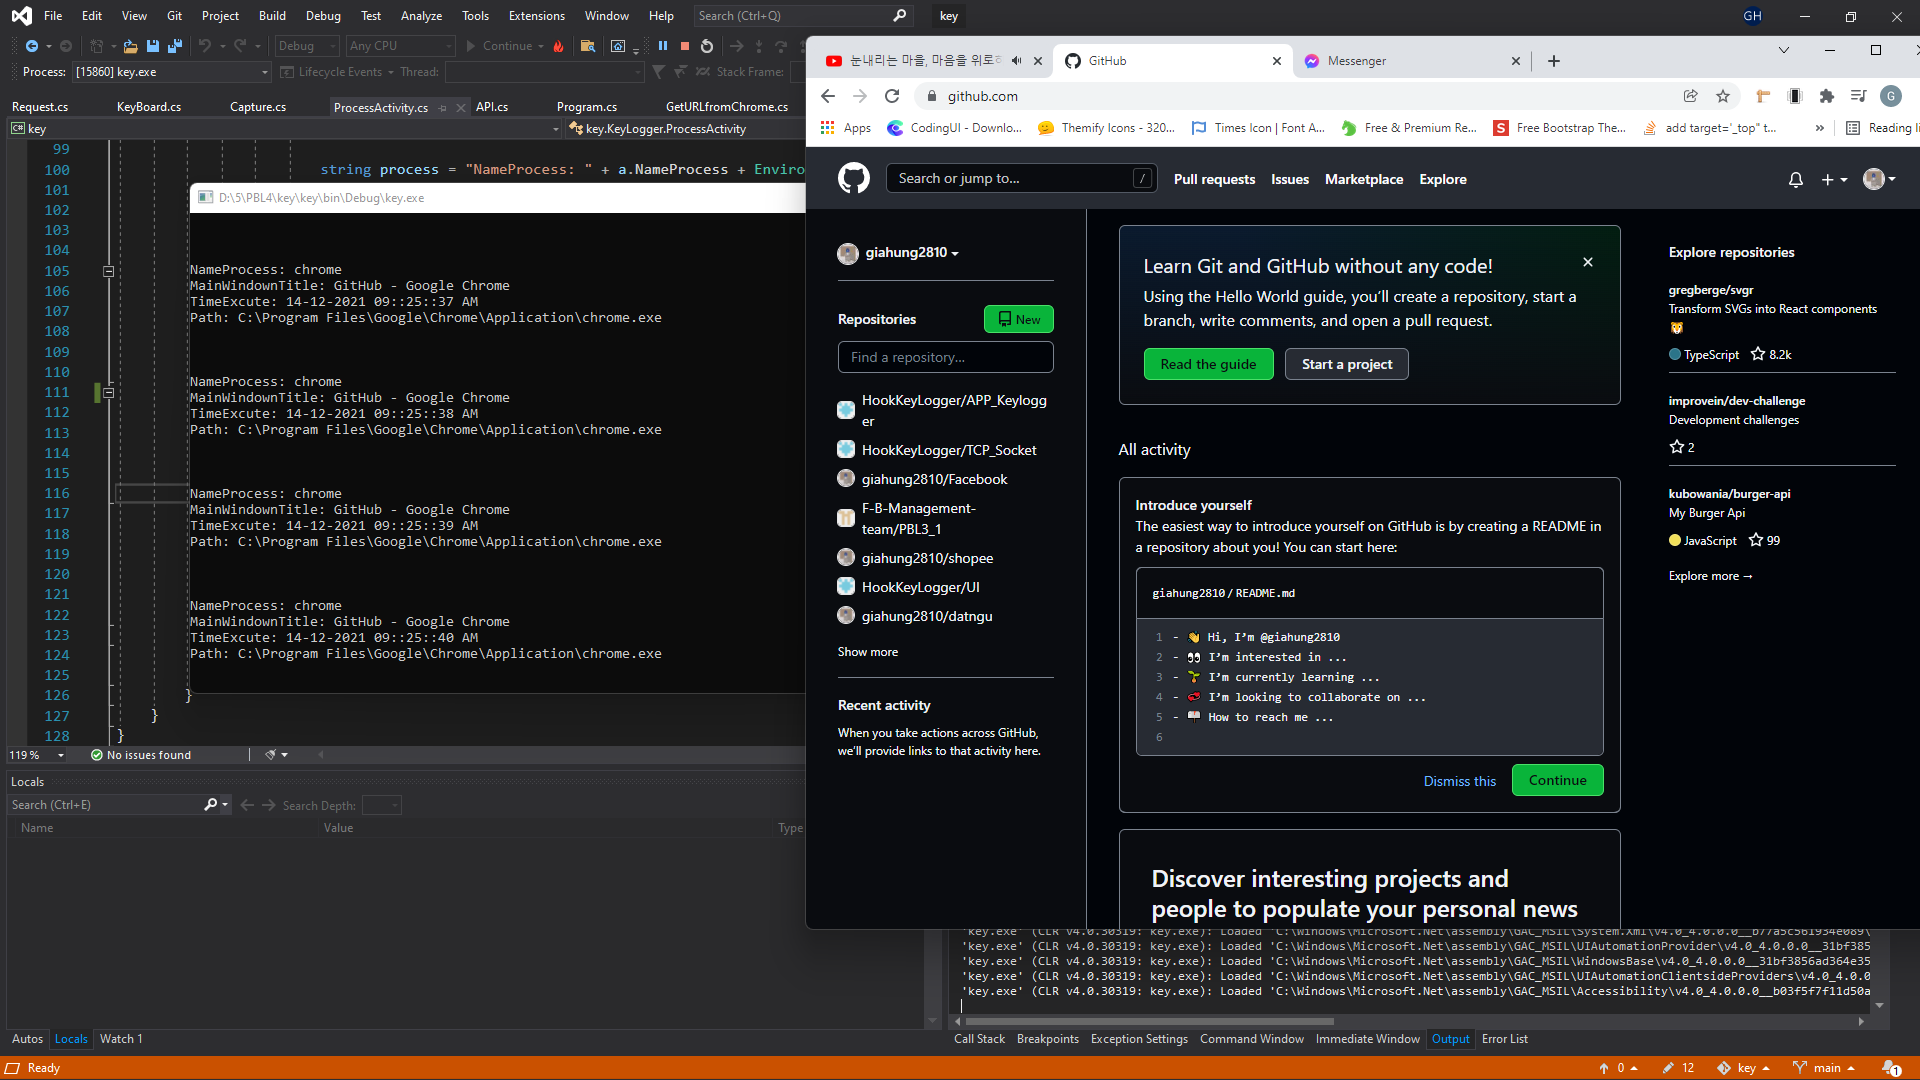 File Edit View Git Project Build Debug Test Analyze Tools Extensions Window Help Search (Ctrl+Q) key GH
Debug Any CPU Continue
Process: [15860] key.exe Lifecycle Events Thread: Stack Frame:
Request.cs KeyBoard.cs Capture.cs ProcessActivity.cs API.cs Program.cs GetURLfromChrome.cs
C# key key.KeyLogger.ProcessActivity
99
100 string process = "NameProcess: " + a.NameProcess + Enviro
101
102
103
104
105
106
107
108
109
110
111
112
113
114
115
116
117
118
119
120
121
122
123
124
125
126 }
127 }
128 }
D:\5\PBL4\key\key\bin\Debug\key.exe
NameProcess: chrome
MainWindowTitle: GitHub - Google Chrome
TimeExcute: 14-12-2021 09::25::37 AM
Path: C:\Program Files\Google\Chrome\Application\chrome.exe
NameProcess: chrome
MainWindowTitle: GitHub - Google Chrome
TimeExcute: 14-12-2021 09::25::38 AM
Path: C:\Program Files\Google\Chrome\Application\chrome.exe
NameProcess: chrome
MainWindowTitle: GitHub - Google Chrome
TimeExcute: 14-12-2021 09::25::39 AM
Path: C:\Program Files\Google\Chrome\Application\chrome.exe
NameProcess: chrome
MainWindowTitle: GitHub - Google Chrome
TimeExcute: 14-12-2021 09::25::40 AM
Path: C:\Program Files\Google\Chrome\Application\chrome.exe
119 % No issues found
Locals
Search (Ctrl+E) Search Depth:
Name Value Type
Autos Locals Watch 1
눈내리는 마을, 마음을 위로하 GitHub Messenger
github.com G
Apps CodingUI - Downlo... Themify Icons - 320... Times Icon | Font A... Free & Premium Re... S Free Bootstrap The... add target='_top" t... » Reading li
Search or jump to... / Pull requests Issues Marketplace Explore
giahung2810
Repositories New
Find a repository...
HookKeyLogger/APP_Keylogg
er
HookKeyLogger/TCP_Socket
giahung2810/Facebook
F-B-Management-
team/PBL3_1
giahung2810/shopee
HookKeyLogger/UI
giahung2810/datngu
Show more
Recent activity
When you take actions across GitHub,
we'll provide links to that activity here.
Learn Git and GitHub without any code!
Using the Hello World guide, you'll create a repository, start a
branch, write comments, and open a pull request.
Read the guide Start a project
All activity
Introduce yourself
The easiest way to introduce yourself on GitHub is by creating a README in
a repository about you! You can start here:
giahung2810 / README.md
1 - 👋 Hi, I'm @giahung2810
2 - 👀 I'm interested in ...
3 - 🌱 I'm currently learning ...
4 - 💞️ I'm looking to collaborate on ...
5 - 📫 How to reach me ...
6
Dismiss this Continue
Discover interesting projects and
people to populate your personal news
Explore repositories
gregberge/svgr
Transform SVGs into React components
🐯
TypeScript 8.2k
improvein/dev-challenge
Development challenges
2
kubowania/burger-api
My Burger Api
JavaScript 99
Explore more →
'key.exe' (CLR v4.0.30319: key.exe): Loaded 'C:\Windows\Microsoft.Net\assembly\GAC_MSIL\System.Xml\v4.0_4.0.0.0__b77a5c561934e089\
'key.exe' (CLR v4.0.30319: key.exe): Loaded 'C:\Windows\Microsoft.Net\assembly\GAC_MSIL\UIAutomationProvider\v4.0_4.0.0.0__31bf385
'key.exe' (CLR v4.0.30319: key.exe): Loaded 'C:\Windows\Microsoft.Net\assembly\GAC_MSIL\WindowsBase\v4.0_4.0.0.0__31bf3856ad364e35
'key.exe' (CLR v4.0.30319: key.exe): Loaded 'C:\Windows\Microsoft.Net\assembly\GAC_MSIL\UIAutomationClientsideProviders\v4.0_4.0.0
'key.exe' (CLR v4.0.30319: key.exe): Loaded 'C:\Windows\Microsoft.Net\assembly\GAC_MSIL\Accessibility\v4.0_4.0.0.0__b03f5f7f11d50a
Call Stack Breakpoints Exception Settings Command Window Immediate Window Output Error List
Ready 0 12 key main 1